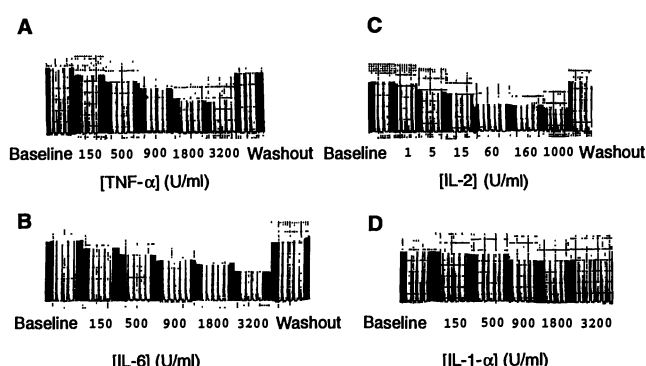 A
Baseline 150 500 900 1800 3200 Washout
[TNF-α] (U/ml)
C
Baseline 1 5 15 60 160 1000 Washout
[IL-2] (U/ml)
B
Baseline 150 500 900 1800 3200 Washout
[IL-6] (U/ml)
D
Baseline 150 500 900 1800 3200
[IL-1-α] (U/ml)